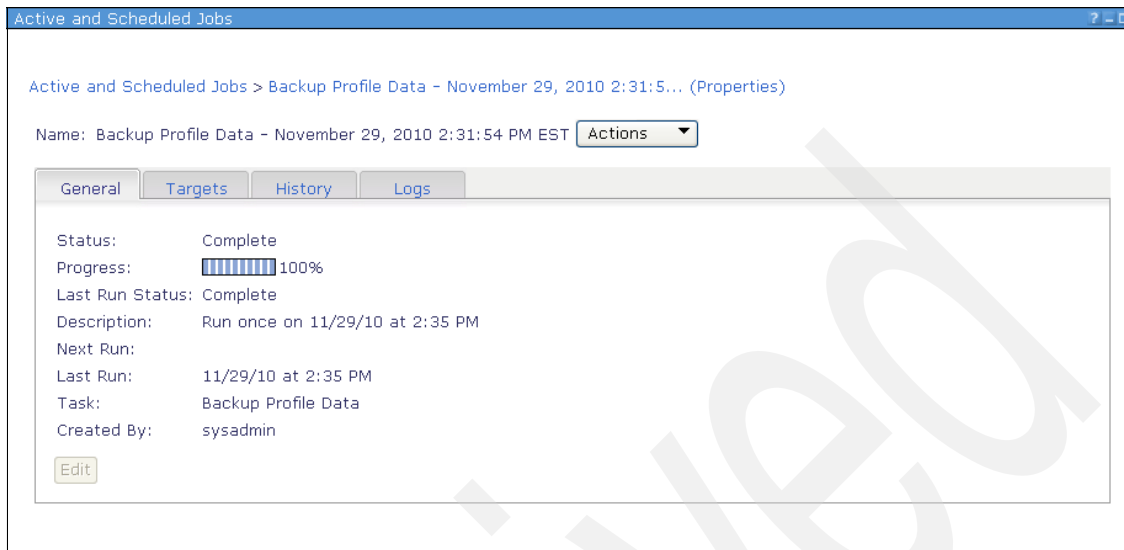 Active and Scheduled Jobs ? –
Active and Scheduled Jobs > Backup Profile Data – November 29, 2010 2:31:5... (Properties)
Name: Backup Profile Data – November 29, 2010 2:31:54 PM EST Actions
General Targets History Logs
Status: Complete
Progress: 100%
Last Run Status: Complete
Description: Run once on 11/29/10 at 2:35 PM
Next Run:
Last Run: 11/29/10 at 2:35 PM
Task: Backup Profile Data
Created By: sysadmin
Edit
ived